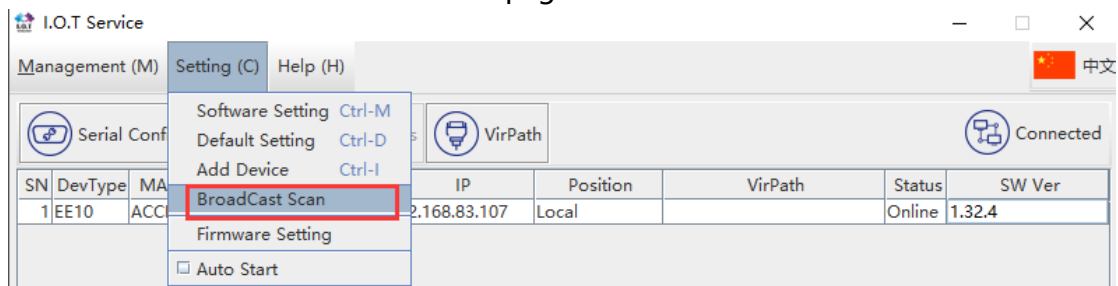 I.O.T Service
Management (M) Setting (C) Help (H) 中文
Software Setting Ctrl-M
Serial Conf Default Setting Ctrl-D VirPath Connected
Add Device Ctrl-I
SN DevType MA IP Position VirPath Status SW Ver
BroadCast Scan
1 EE10 ACC 2.168.83.107 Local Online 1.32.4
Firmware Setting
Auto Start